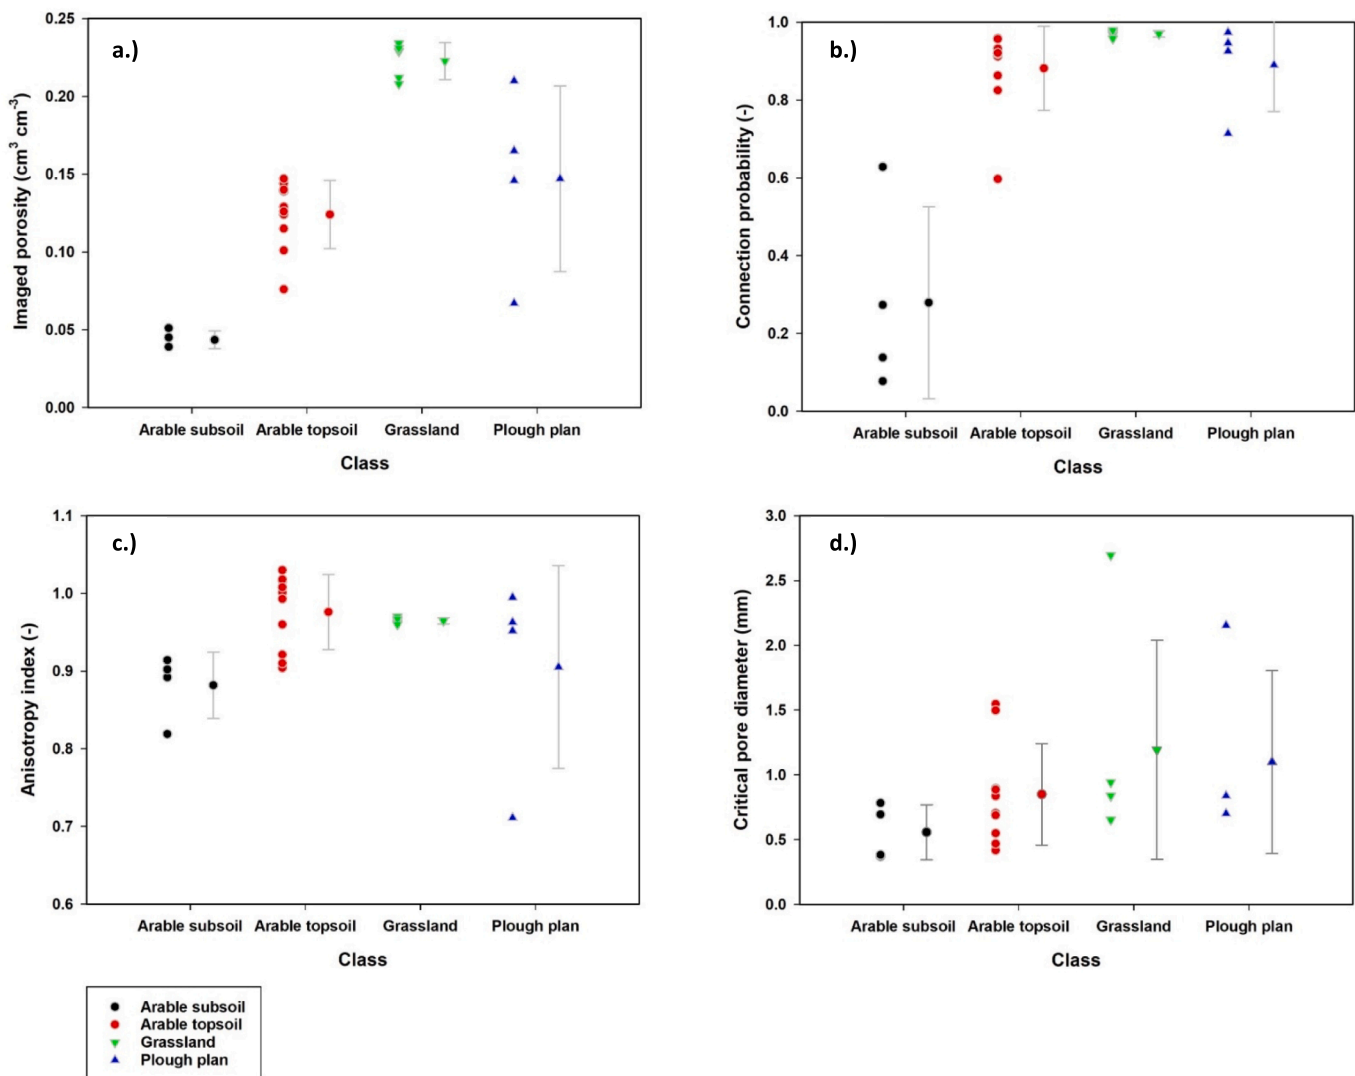 a.)
0.25
0.20
0.15
0.10
0.05
0.00
Imaged porosity (cm³ cm⁻³)
Arable subsoil Arable topsoil Grassland Plough plan
Class
b.)
1.0
0.8
0.6
0.4
0.2
0.0
Connection probability (-)
Arable subsoil Arable topsoil Grassland Plough plan
Class
c.)
1.1
1.0
0.9
0.8
0.7
0.6
Anisotropy index (-)
Arable subsoil Arable topsoil Grassland Plough plan
Class
d.)
3.0
2.5
2.0
1.5
1.0
0.5
0.0
Critical pore diameter (mm)
Arable subsoil Arable topsoil Grassland Plough plan
Class
Arable subsoil
Arable topsoil
Grassland
Plough plan